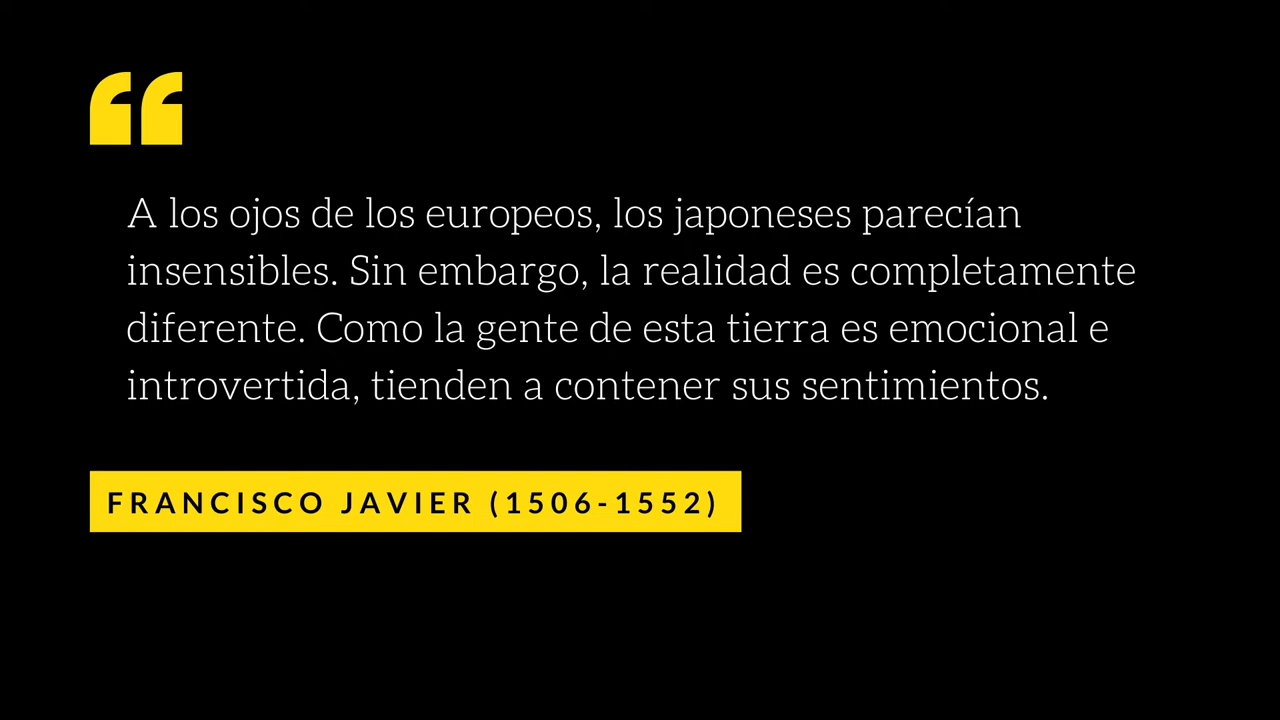 A los ojos de los europeos, los japoneses parecían
insensibles. Sin embargo, la realidad es completamente
diferente. Como la gente de esta tierra es emocional e
introvertida, tienden a contener sus sentimientos.
FRANCISCO JAVIER (1506-1552)